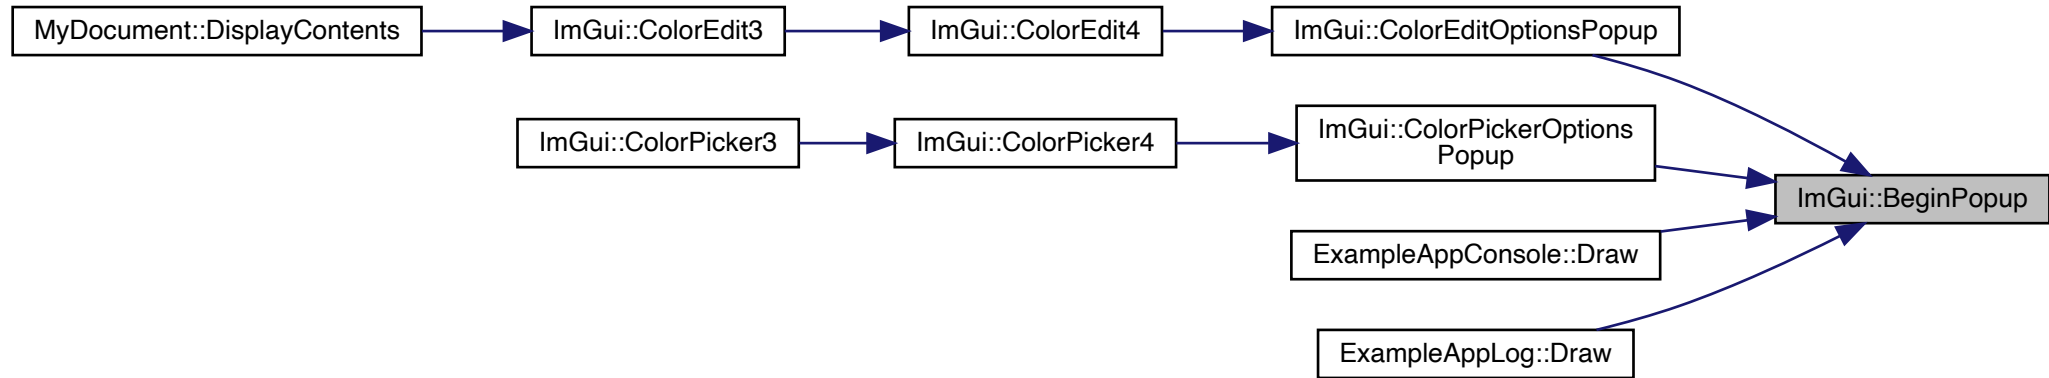 MyDocument::DisplayContents
ImGui::ColorEdit3
ImGui::ColorEdit4
ImGui::ColorEditOptionsPopup
ImGui::ColorPicker3
ImGui::ColorPicker4
ImGui::ColorPickerOptions
Popup
ImGui::BeginPopup
ExampleAppConsole::Draw
ExampleAppLog::Draw